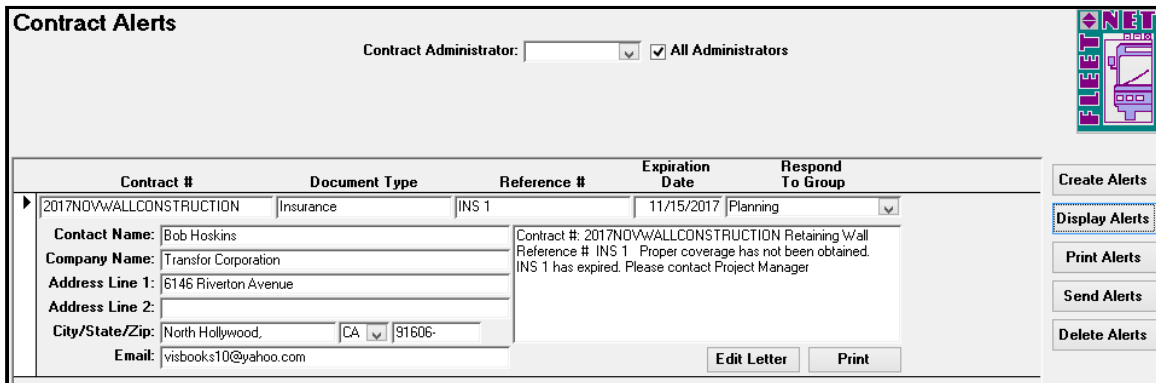 Contract Alerts
FLEET NET
Contract Administrator: All Administrators
Contract # Document Type Reference # Expiration Date Respond To Group
2017NOVWALLCONSTRUCTION Insurance INS 1 11/15/2017 Planning
Contact Name: Bob Hoskins
Company Name: Transfor Corporation
Address Line 1: 6146 Riverton Avenue
Address Line 2:
City/State/Zip: North Hollywood, CA 91606-
Email: visbooks10@yahoo.com
Contract #: 2017NOVWALLCONSTRUCTION Retaining Wall
Reference # INS 1 Proper coverage has not been obtained.
INS 1 has expired. Please contact Project Manager
Edit Letter Print
Create Alerts
Display Alerts
Print Alerts
Send Alerts
Delete Alerts